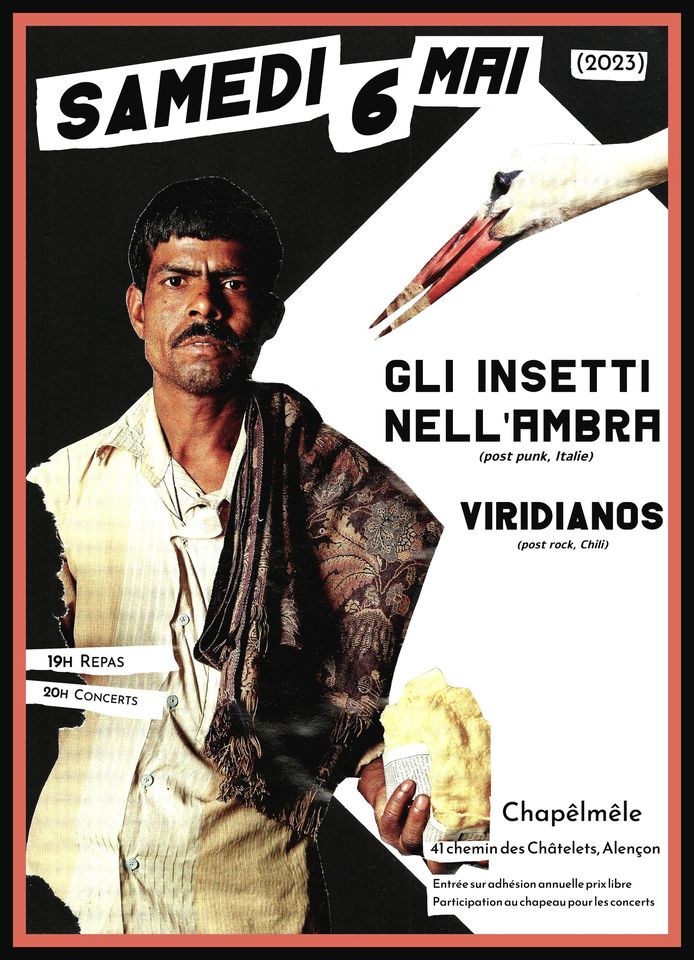 SAMEDI 6 MAI (2023)
GLI INSETTI
NELL'AMBRA
(post punk, Italie)
VIRIDIANOS
(post rock, Chili)
19H REPAS
20H CONCERTS
Chapêlmêle
41 chemin des Châtelets, Alençon
Entrée sur adhésion annuelle prix libre
Participation au chapeau pour les concerts